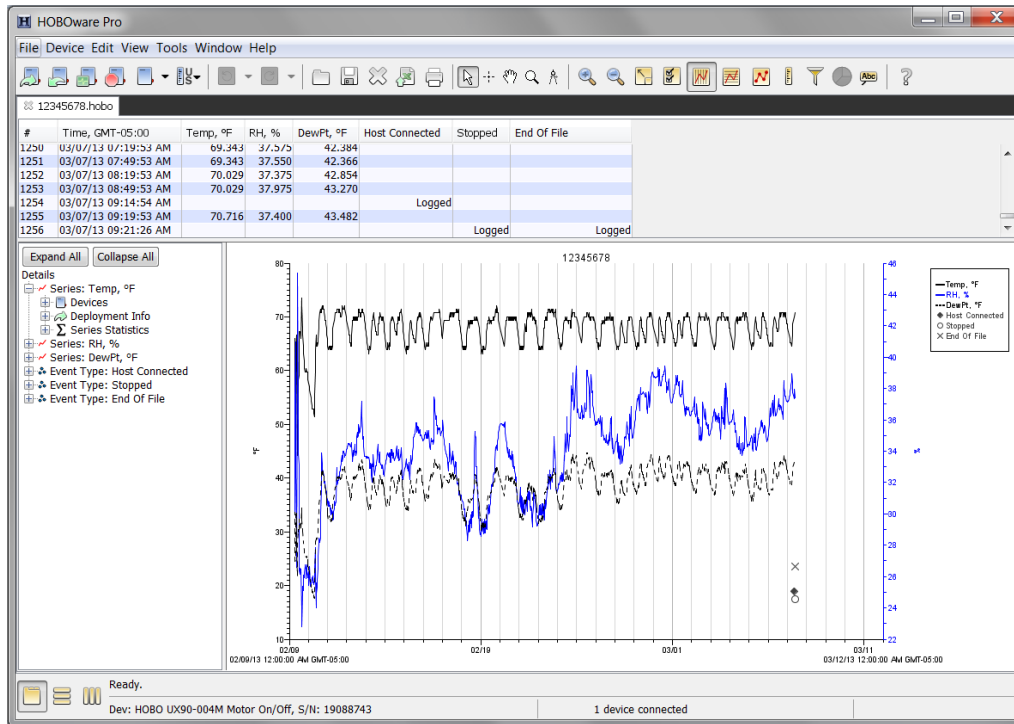 HOBOware Pro
File Device Edit View Tools Window Help
Abc
12345678.hobo
# Time, GMT-05:00 Temp, °F RH, % DewPt, °F Host Connected Stopped End Of File
1250 03/07/13 07:19:53 AM 69.343 37.575 42.384
1251 03/07/13 07:49:53 AM 69.343 37.550 42.366
1252 03/07/13 08:19:53 AM 70.029 37.375 42.854
1253 03/07/13 08:49:53 AM 70.029 37.975 43.270
1254 03/07/13 09:14:54 AM Logged
1255 03/07/13 09:19:53 AM 70.716 37.400 43.482
1256 03/07/13 09:21:26 AM Logged Logged
Expand All Collapse All
Details
Series: Temp, °F
Devices
Deployment Info
Series Statistics
Series: RH, %
Series: DewPt, °F
Event Type: Host Connected
Event Type: Stopped
Event Type: End Of File
12345678
80
70
60
50
40
30
20
10
°F
46
44
42
40
38
36
34
32
30
28
26
24
22
%
Temp, °F
RH, %
DewPt, °F
Host Connected
Stopped
End Of File
02/09 02/19 03/01 03/11
02/09/13 12:00:00 AM GMT-05:00 03/12/13 12:00:00 AM GMT-05:00
Ready.
Dev: HOBO UX90-004M Motor On/Off, S/N: 19088743 1 device connected